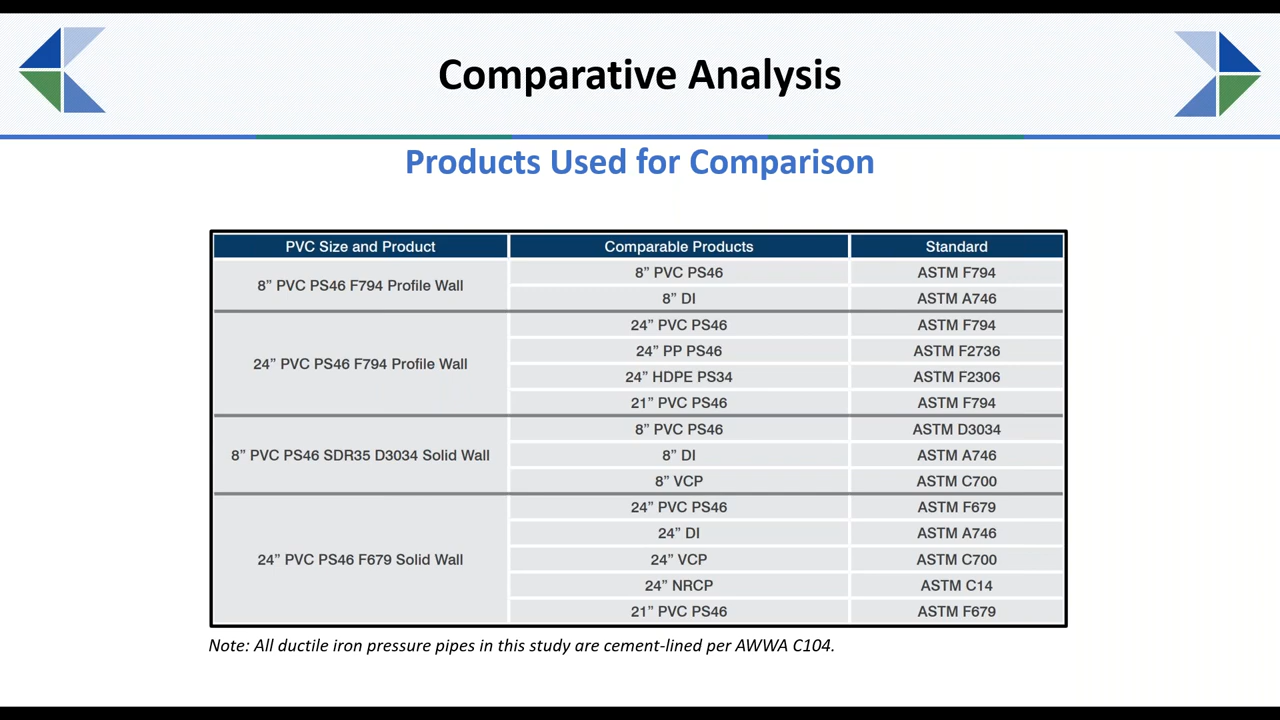 Comparative Analysis
Products Used for Comparison
PVC Size and Product Comparable Products Standard
8” PVC PS46 F794 Profile Wall
8” PVC PS46 ASTM F794
8” DI ASTM A746
24” PVC PS46 F794 Profile Wall
24” PVC PS46 ASTM F794
24” PP PS46 ASTM F2736
24” HDPE PS34 ASTM F2306
21” PVC PS46 ASTM F794
8” PVC PS46 SDR35 D3034 Solid Wall
8” PVC PS46 ASTM D3034
8” DI ASTM A746
8” VCP ASTM C700
24” PVC PS46 F679 Solid Wall
24” PVC PS46 ASTM F679
24” DI ASTM A746
24” VCP ASTM C700
24” NRCP ASTM C14
21” PVC PS46 ASTM F679
Note: All ductile iron pressure pipes in this study are cement-lined per AWWA C104.